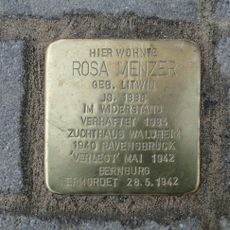 HIER WOHNTE
ROSA MENZER
GEB. LITWIN
JG. 1886
IM WIDERSTAND
VERHAFTET 1934
ZUCHTHAUS WALDHEIM
1940 RAVENSBRÜCK
'VERLEGT' MAI 1942
BERNBURG
ERMORDET 28.5.1942